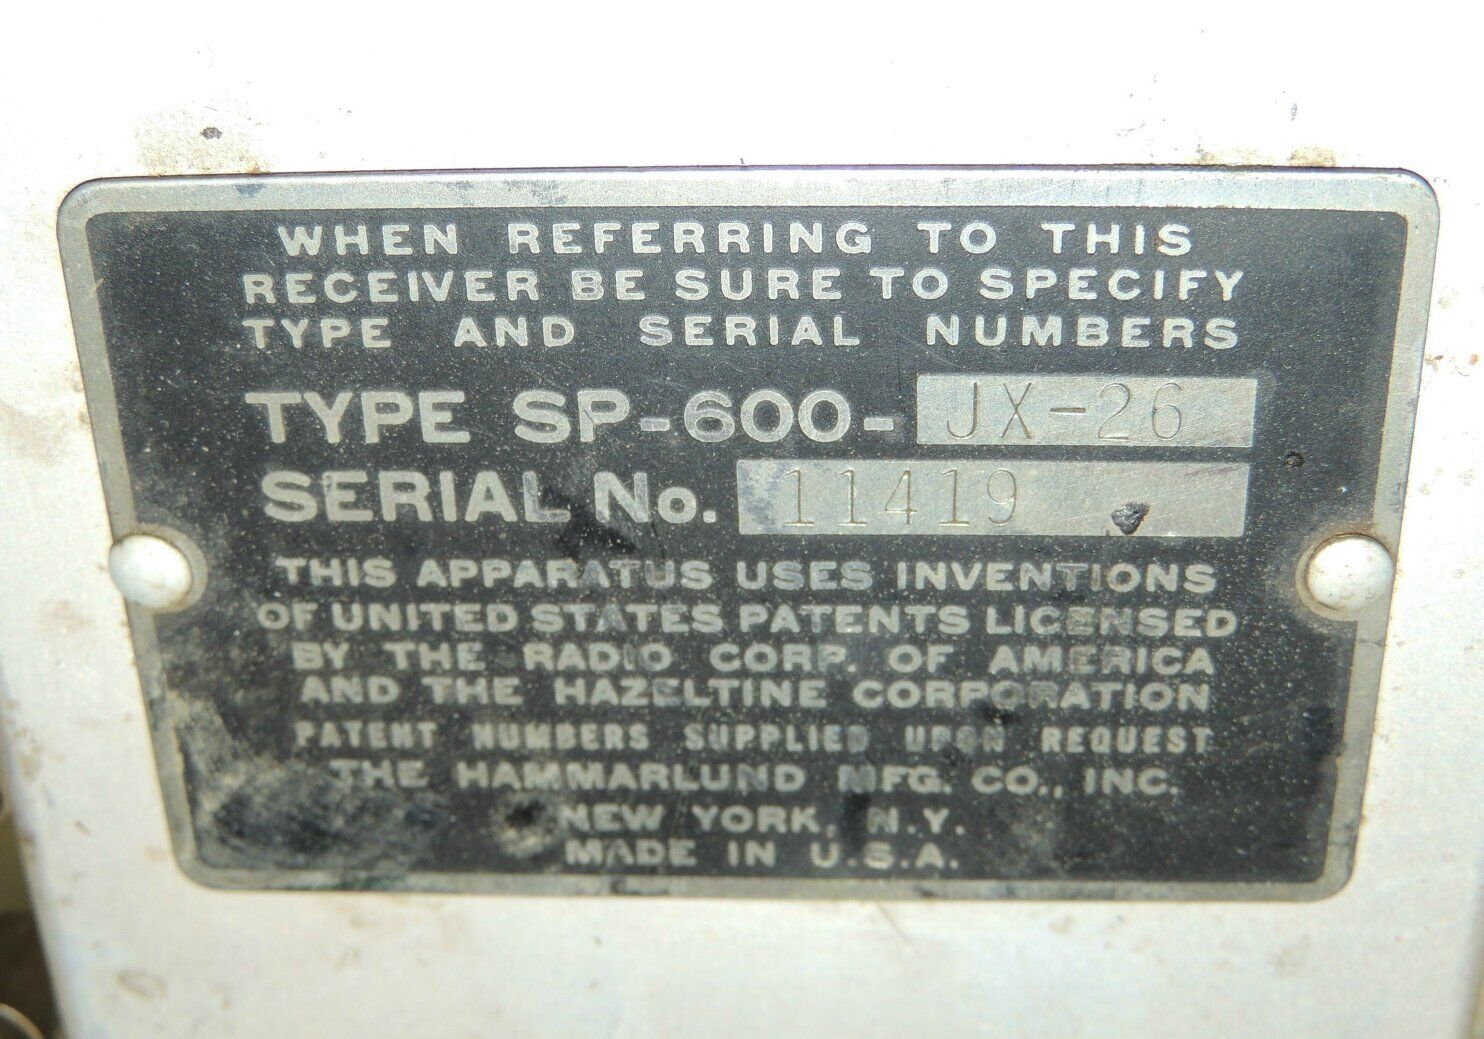 WHEN REFERRING TO THIS
RECEIVER BE SURE TO SPECIFY
TYPE AND SERIAL NUMBERS
TYPE SP-600-JX-26
SERIAL No. 11419
THIS APPARATUS USES INVENTIONS
OF UNITED STATES PATENTS LICENSED
BY THE RADIO CORP. OF AMERICA
AND THE HAZELTINE CORPORATION
PATENT NUMBERS SUPPLIED UPON REQUEST
THE HAMMARLUND MFG. CO., INC.
NEW YORK, N.Y.
MADE IN U.S.A.